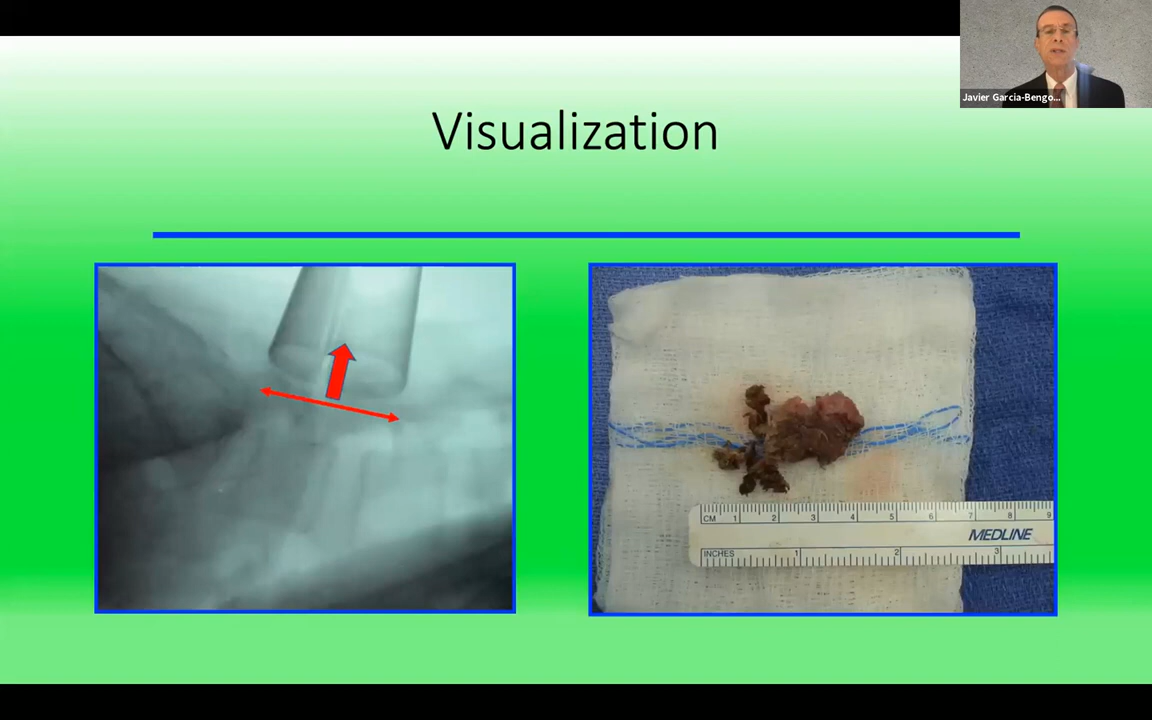 Javier Garcia-Bengo...
Visualization
CM 1 2 3 4 5 6 7 8 9
MEDLINE
INCHES 1 2 3